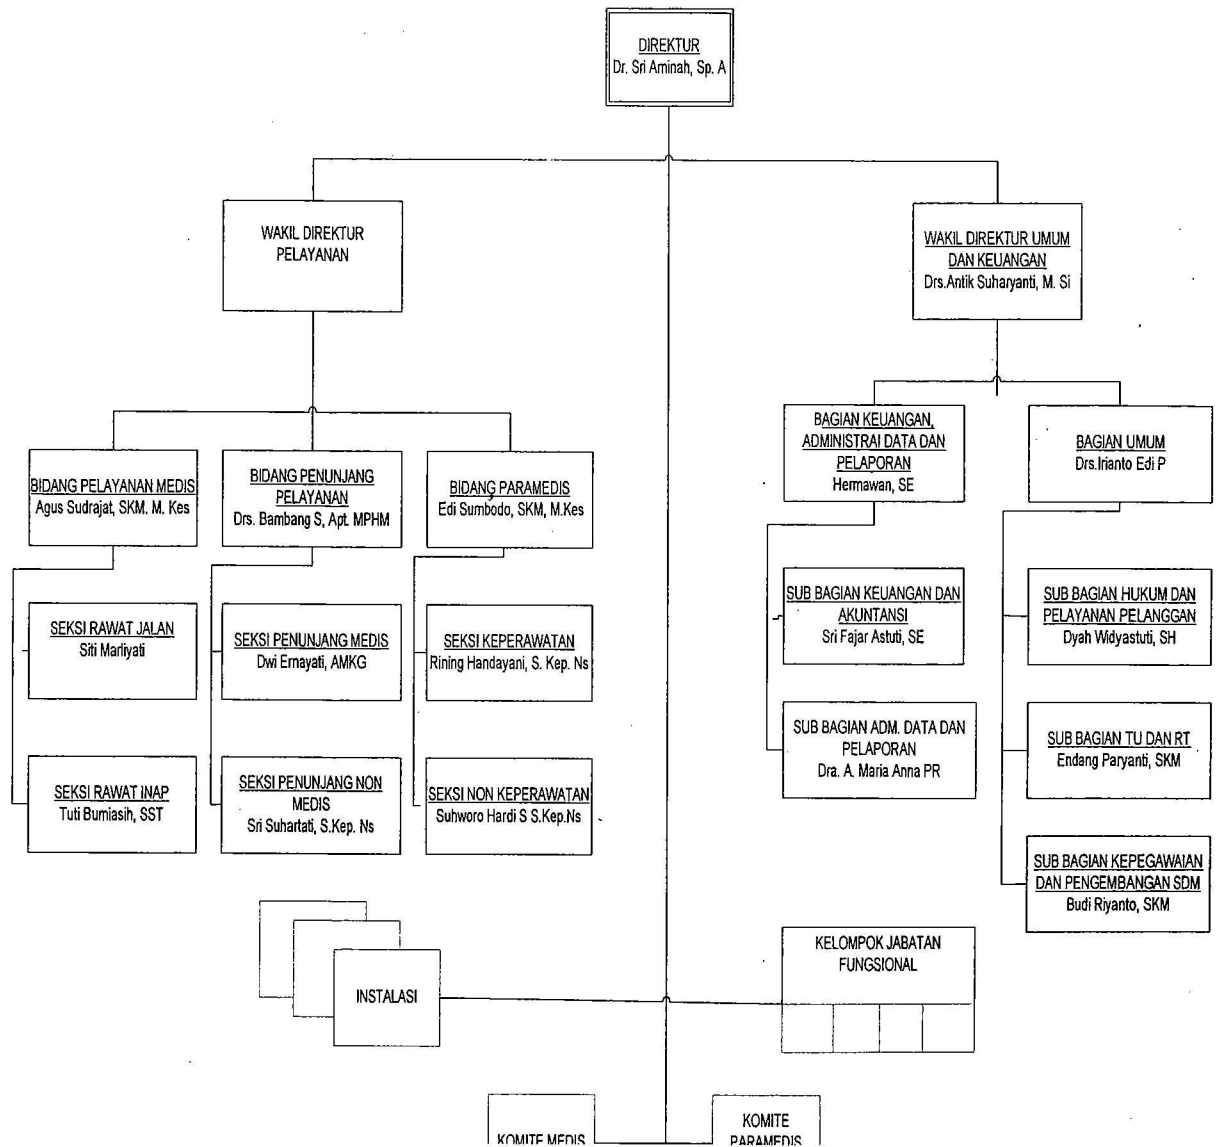 DIREKTUR
Dr. Sri Aminah, Sp. A
WAKIL DIREKTUR
PELAYANAN
WAKIL DIREKTUR UMUM
DAN KEUANGAN
Drs.Antik Suharyanti, M. Si
BIDANG PELAYANAN MEDIS
Agus Sudrajat, SKM. M. Kes
BIDANG PENUNJANG
PELAYANAN
Drs. Bambang S, Apt. MPHM
BIDANG PARAMEDIS
Edi Sumbodo, SKM, M.Kes
BAGIAN KEUANGAN,
ADMINISTRAI DATA DAN
PELAPORAN
Hermawan, SE
BAGIAN UMUM
Drs.Irianto Edi P
SEKSI RAWAT JALAN
Siti Marliyati
SEKSI PENUNJANG MEDIS
Dwi Ernayati, AMKG
SEKSI KEPERAWATAN
Rining Handayani, S. Kep. Ns
SUB BAGIAN KEUANGAN DAN
AKUNTANSI
Sri Fajar Astuti, SE
SUB BAGIAN HUKUM DAN
PELAYANAN PELANGGAN
Dyah Widyastuti, SH
SEKSI RAWAT INAP
Tuti Burniasih, SST
SEKSI PENUNJANG NON
MEDIS
Sri Suhartati, S.Kep. Ns
SEKSI NON KEPERAWATAN
Suhworo Hardi S S.Kep.Ns
SUB BAGIAN ADM. DATA DAN
PELAPORAN
Dra. A. Maria Anna PR
SUB BAGIAN TU DAN RT
Endang Paryanti, SKM
SUB BAGIAN KEPEGAWAIAN
DAN PENGEMBANGAN SDM
Budi Riyanto, SKM
INSTALASI
KELOMPOK JABATAN
FUNGSIONAL
KOMITE MEDIS
KOMITE
PARAMEDIS